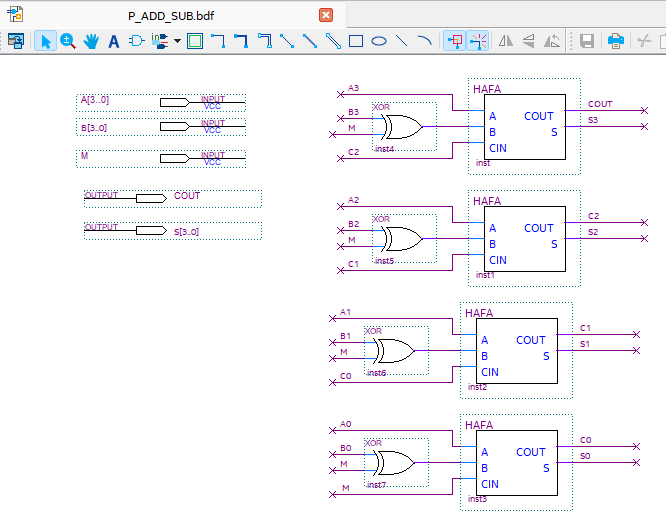 P_ADD_SUB.bdf
A
A[3..0]
INPUT
VCC
B[3..0]
INPUT
VCC
M
INPUT
VCC
OUTPUT
COUT
OUTPUT
S[3..0]
A3
B3
M
C2
XOR
inst4
HAFA
A
B
CIN
COUT
S
inst
COUT
S3
A2
B2
M
C1
XOR
inst5
HAFA
A
B
CIN
COUT
S
inst1
C2
S2
A1
B1
M
C0
XOR
inst6
HAFA
A
B
CIN
COUT
S
inst2
C1
S1
A0
B0
M
M
XOR
inst7
HAFA
A
B
CIN
COUT
S
inst3
C0
S0